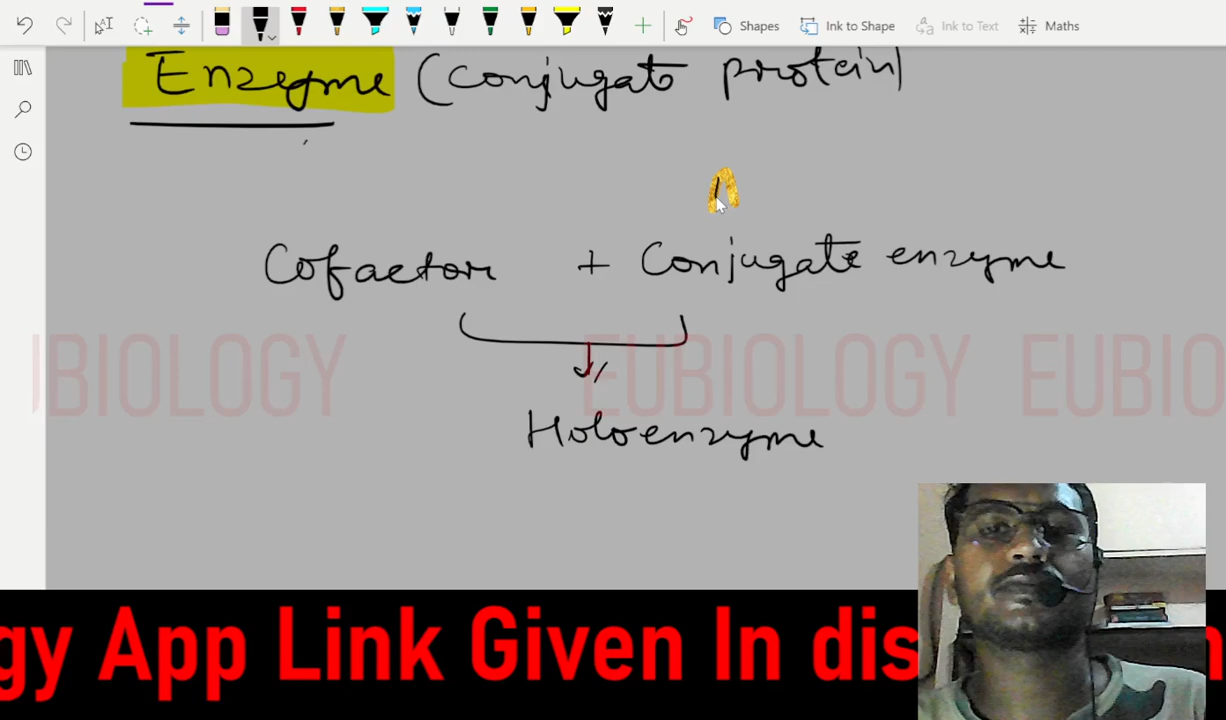 Shapes Ink to Shape Ink to Text Maths
Enzyme (Conjugate protein)
Cofactor + Conjugate enzyme
UBIOLOGY EUBIOLOGY EUBIO
Holoenzyme
gy App Link Given In dis